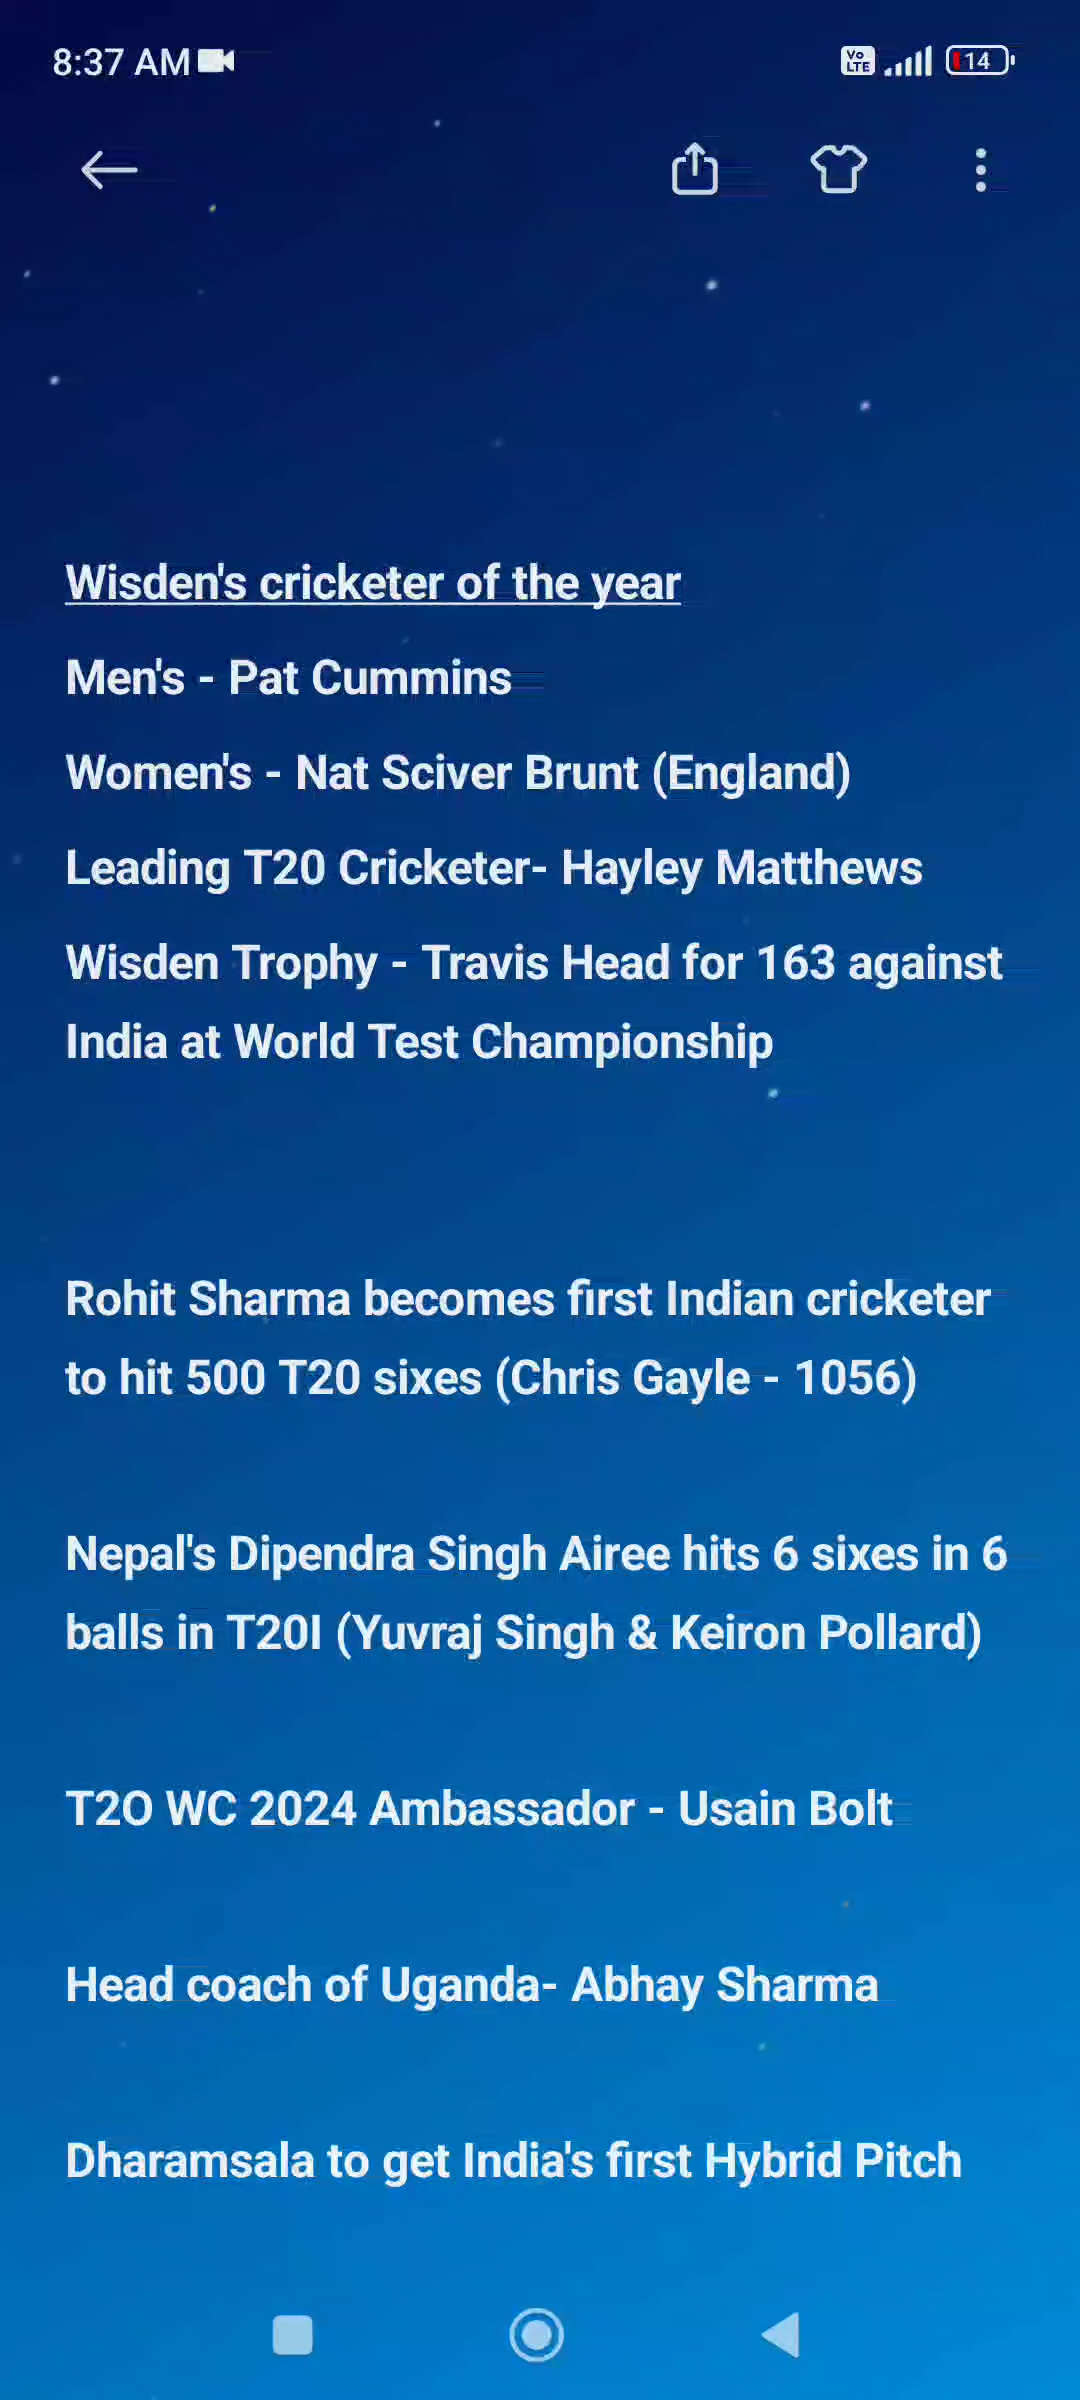 8:37 AM
Vo LTE
14
Wisden's cricketer of the year
Men's - Pat Cummins
Women's - Nat Sciver Brunt (England)
Leading T20 Cricketer- Hayley Matthews
Wisden Trophy - Travis Head for 163 against
India at World Test Championship
Rohit Sharma becomes first Indian cricketer
to hit 500 T20 sixes (Chris Gayle - 1056)
Nepal's Dipendra Singh Airee hits 6 sixes in 6
balls in T20I (Yuvraj Singh & Keiron Pollard)
T2O WC 2024 Ambassador - Usain Bolt
Head coach of Uganda- Abhay Sharma
Dharamsala to get India's first Hybrid Pitch